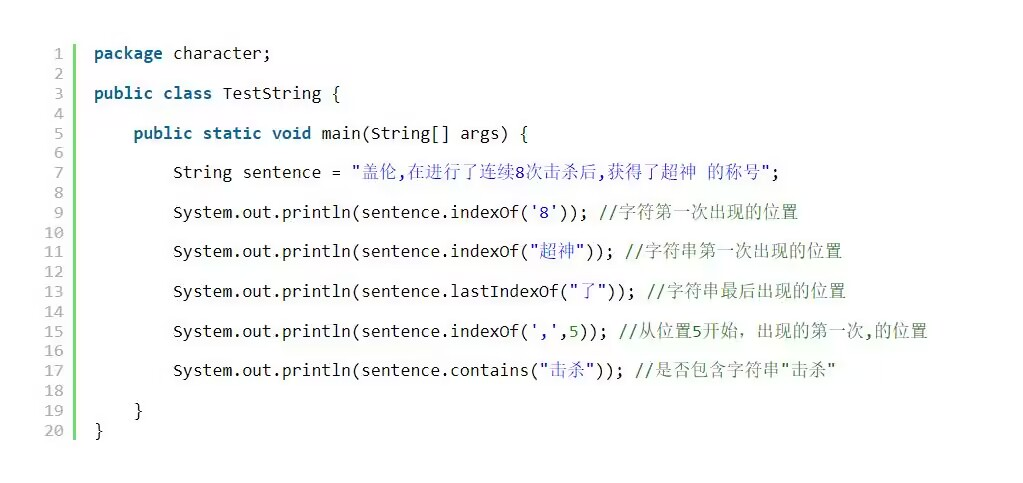 1 package character;
2
3 public class TestString {
4
5 public static void main(String[] args) {
6
7 String sentence = "盖伦,在进行了连续8次击杀后,获得了超神 的称号";
8
9 System.out.println(sentence.indexOf('8')); //字符第一次出现的位置
10
11 System.out.println(sentence.indexOf("超神")); //字符串第一次出现的位置
12
13 System.out.println(sentence.lastIndexOf("了")); //字符串最后出现的位置
14
15 System.out.println(sentence.indexOf(',',5)); //从位置5开始，出现的第一次,的位置
16
17 System.out.println(sentence.contains("击杀")); //是否包含字符串"击杀"
18
19 }
20 }